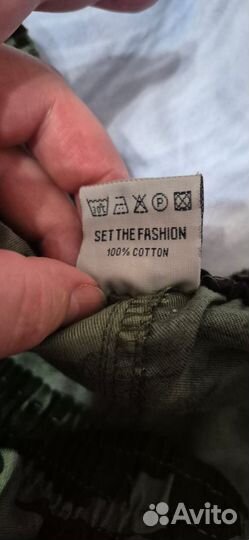 P
SET THE FASHION
100% COTTON
Avito